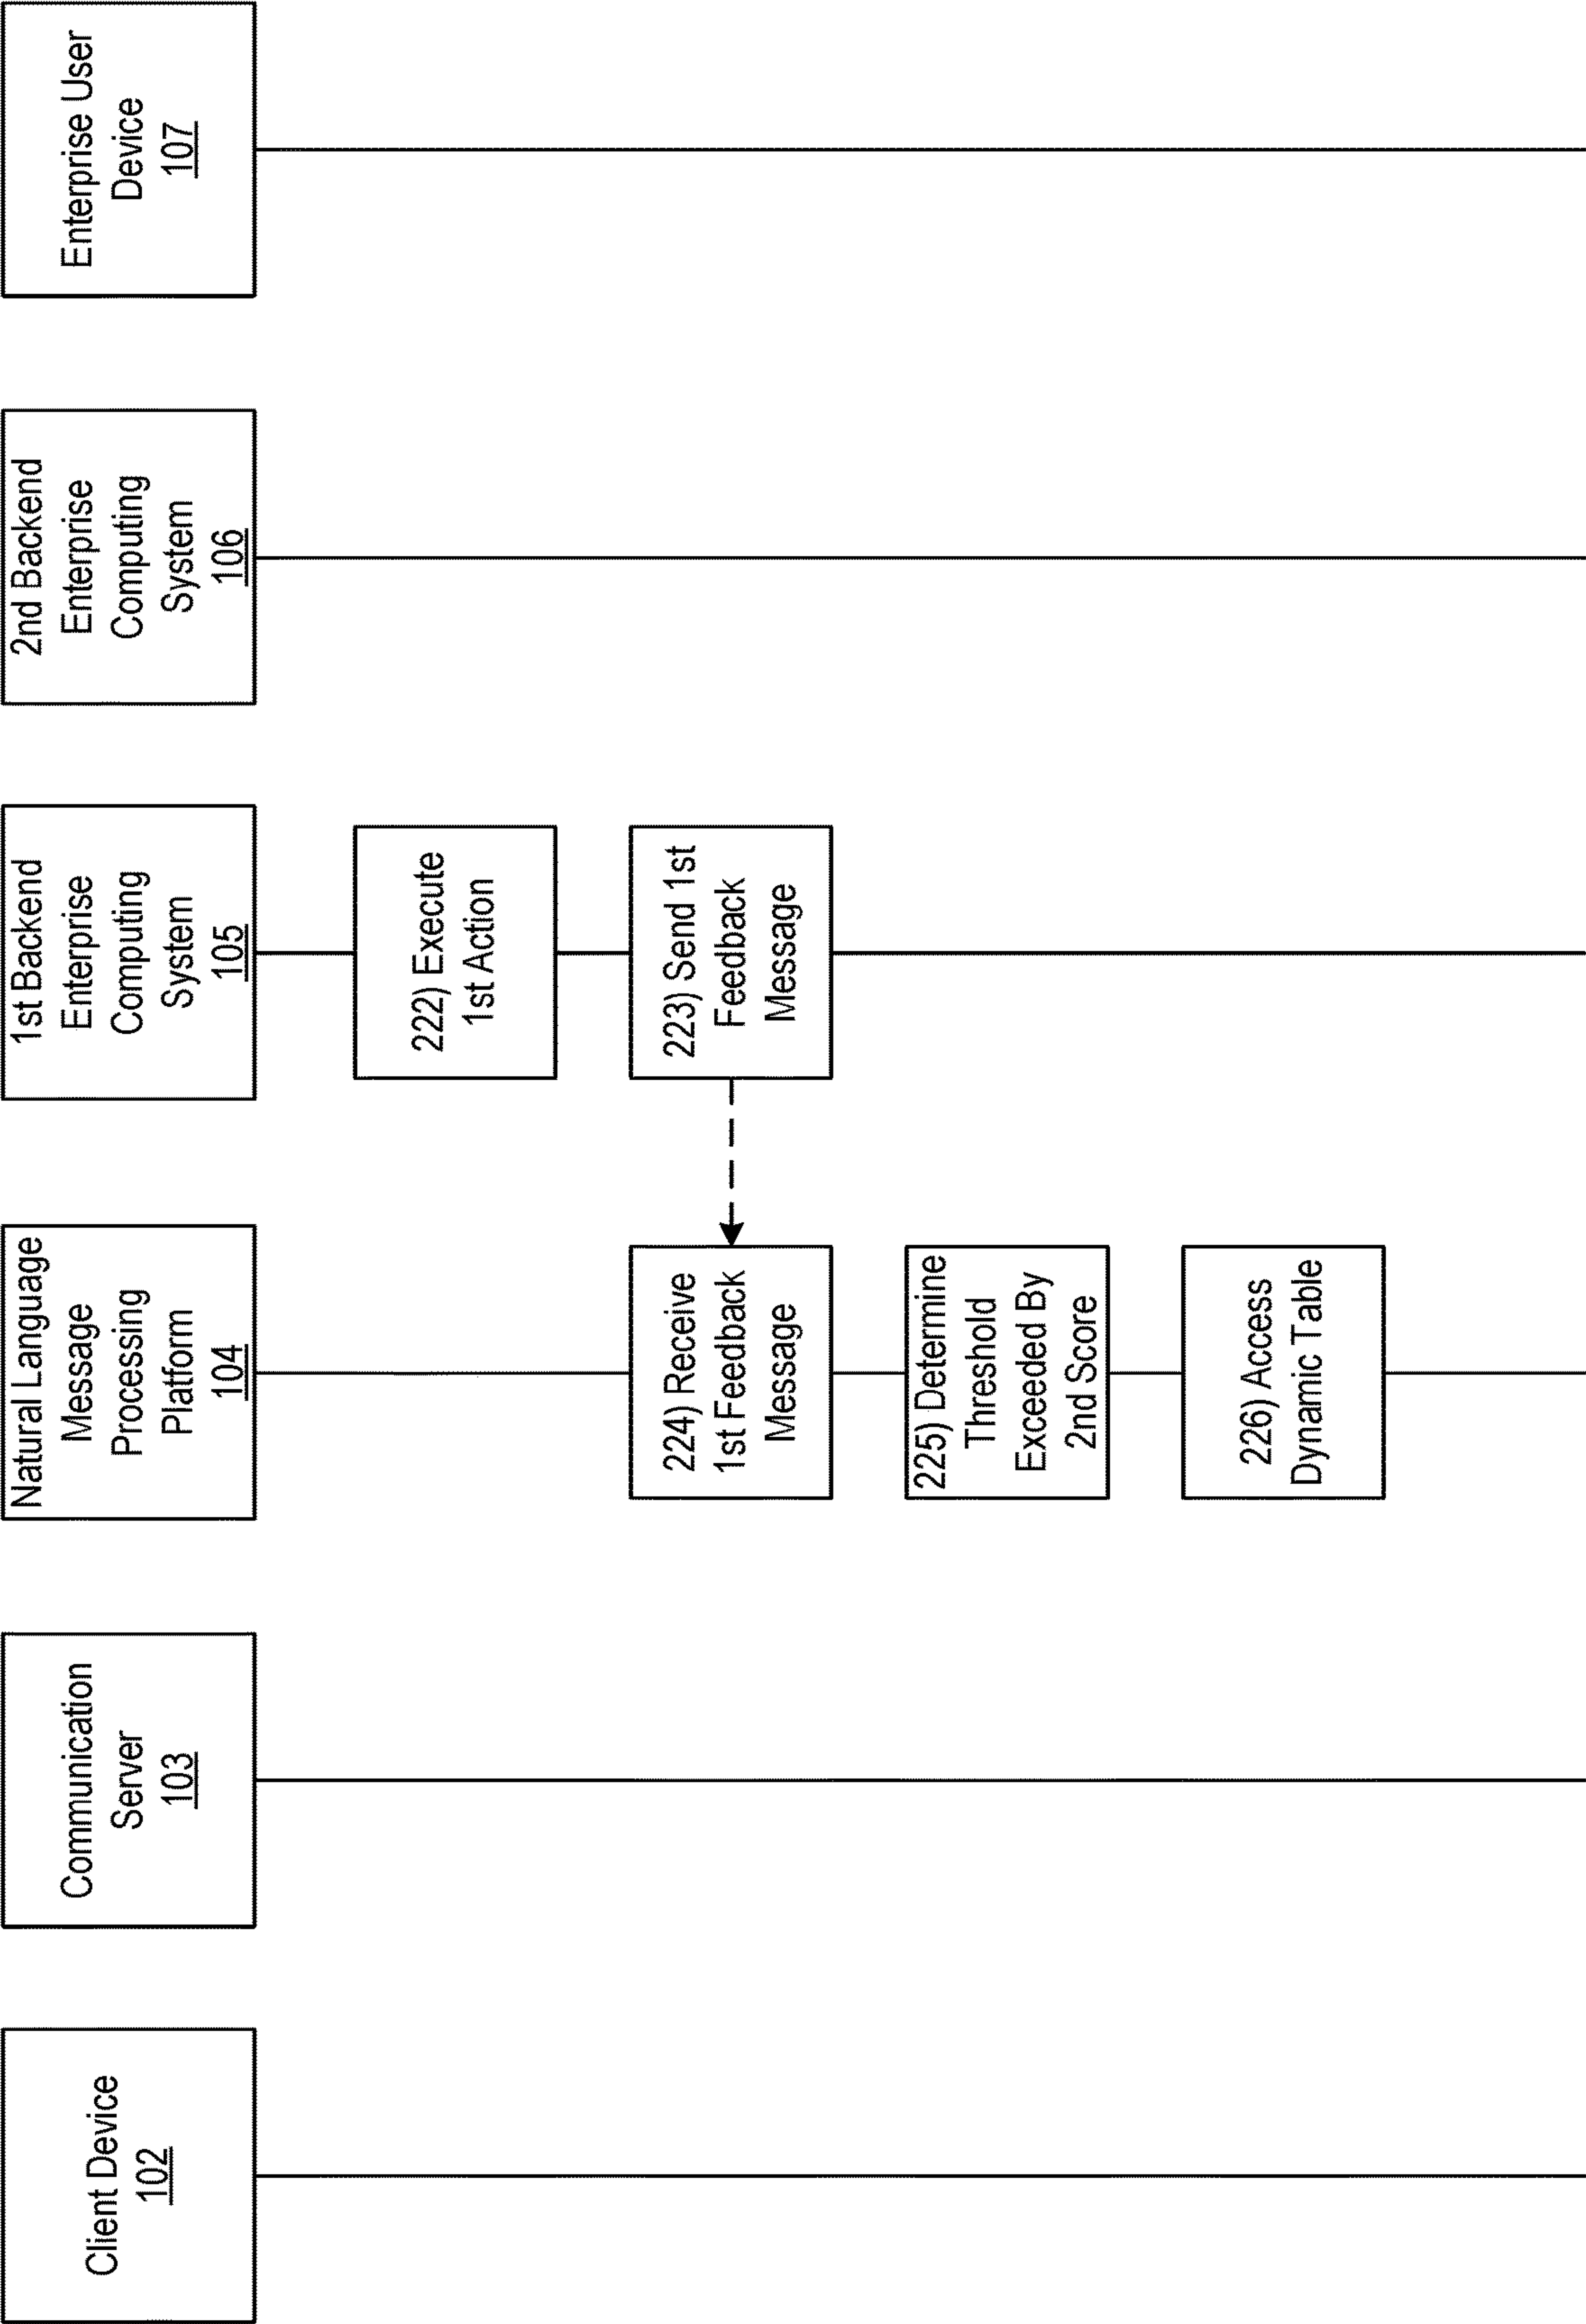 Client Device
102
Communication
Server
103
Natural Language
Message
Processing
Platform
104
1st Backend
Enterprise
Computing
System
105
2nd Backend
Enterprise
Computing
System
106
Enterprise User
Device
107
222) Execute
1st Action
223) Send 1st
Feedback
Message
224) Receive
1st Feedback
Message
225) Determine
Threshold
Exceeded By
2nd Score
226) Access
Dynamic Table